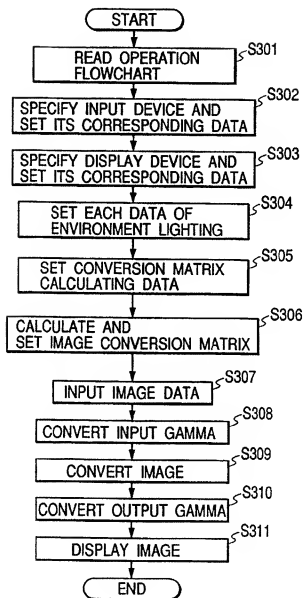 START
S301
READ OPERATION
FLOWCHART
S302
SPECIFY INPUT DEVICE AND
SET ITS CORRESPONDING DATA
S303
SPECIFY DISPLAY DEVICE AND
SET ITS CORRESPONDING DATA
S304
SET EACH DATA OF
ENVIRONMENT LIGHTING
S305
SET CONVERSION MATRIX
CALCULATING DATA
S306
CALCULATE AND
SET IMAGE CONVERSION MATRIX
S307
INPUT IMAGE DATA
S308
CONVERT INPUT GAMMA
S309
CONVERT IMAGE
S310
CONVERT OUTPUT GAMMA
S311
DISPLAY IMAGE
END